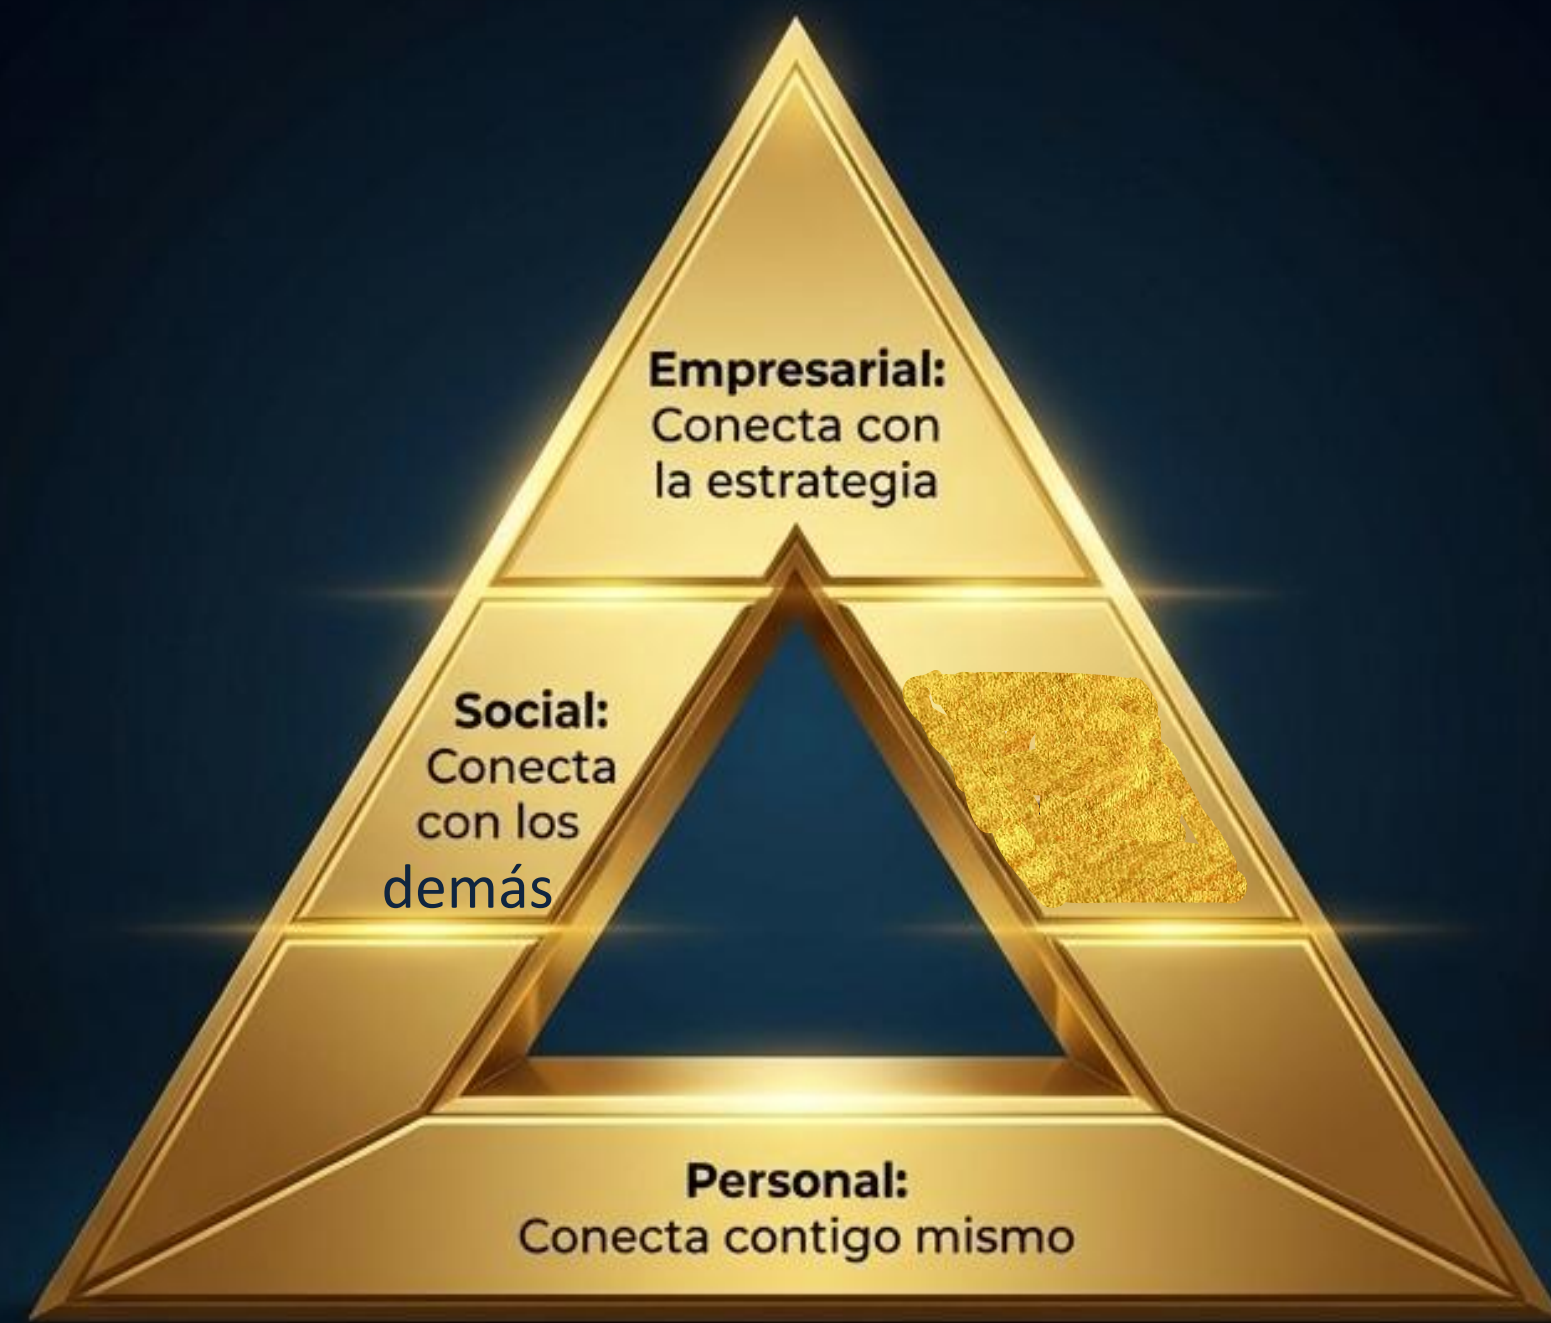 Empresarial:
Conecta con
la estrategia
Social:
Conecta
con los
demás
Personal:
Conecta contigo mismo